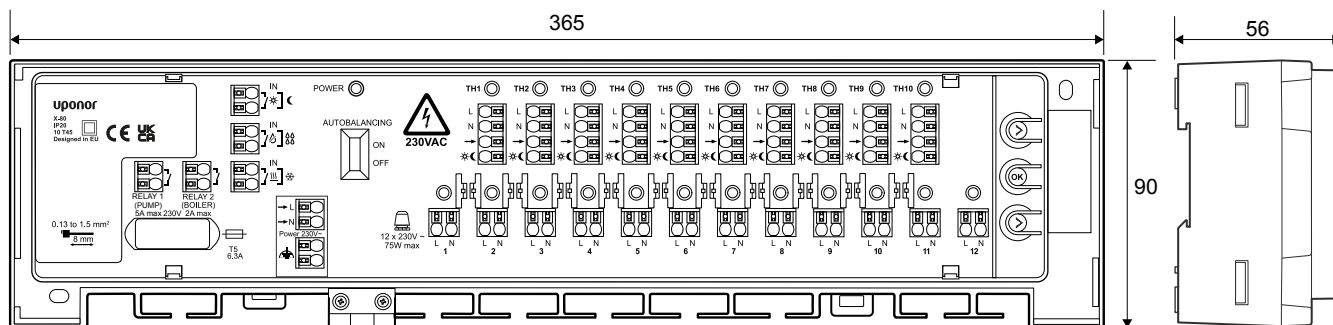 365
56
90
uponor
X-80
IP20
10 T45
Designed in EU
CE UK CA
IN
IN
IN
POWER
AUTOBALANCING
ON
OFF
230VAC
TH1 TH2 TH3 TH4 TH5 TH6 TH7 TH8 TH9 TH10
L L L L L L L L L L
N N N N N N N N N N
OK
RELAY 1
(PUMP)
5A max 230V
RELAY 2
(BOILER)
2A max
0.13 to 1.5 mm²
8 mm
T5
6.3A
L
N
Power 230V~
12 x 230V ~
75W max
L N L N L N L N L N L N L N L N L N L N L N L N
1 2 3 4 5 6 7 8 9 10 11 12